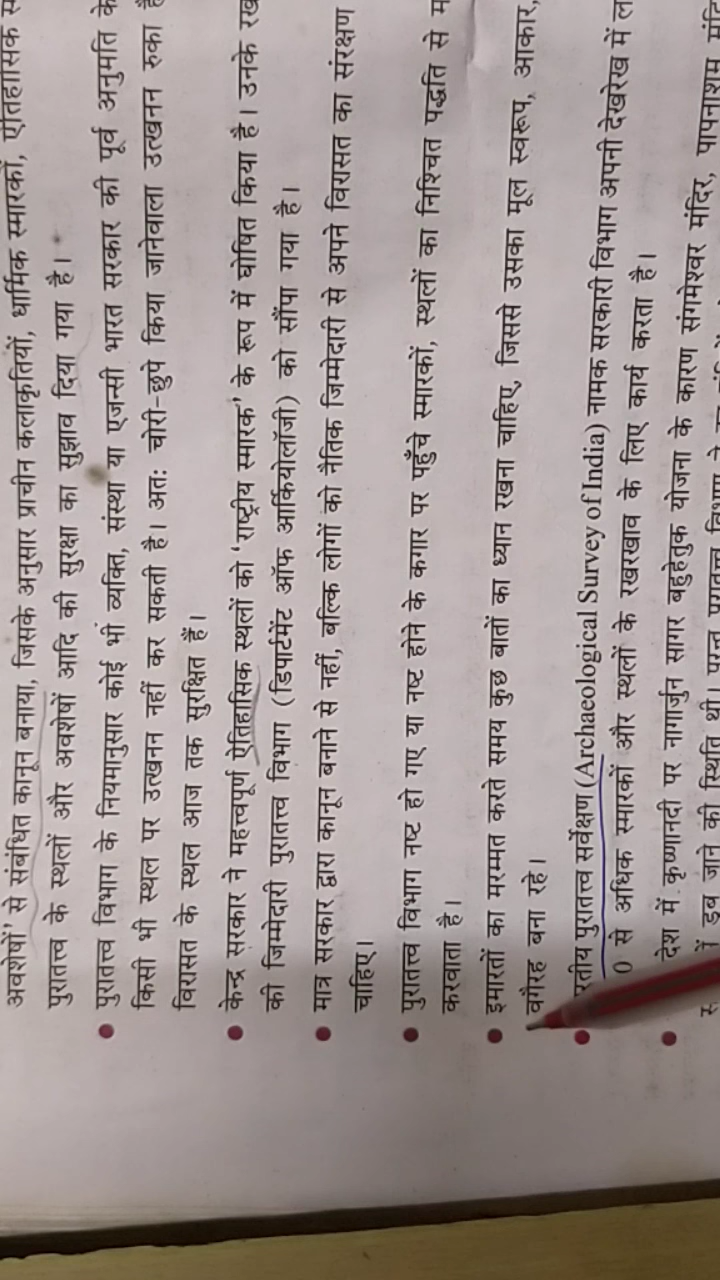 अवशेषों' से संबंधित कानून बनाया, जिसके अनुसार प्राचीन कलाकृतियों, धार्मिक स्मारकों, ऐतिहासिक
पुरातत्त्व के स्थलों और अवशेषों आदि की सुरक्षा का सुझाव दिया गया है।
● पुरातत्त्व विभाग के नियमानुसार कोई भी व्यक्ति, संस्था या एजन्सी भारत सरकार की पूर्व अनुमति के
किसी भी स्थल पर उत्खनन नहीं कर सकती है। अतः चोरी-छुपे किया जानेवाला उत्खनन रुका
विरासत के स्थल आज तक सुरक्षित हैं।
● केन्द्र सरकार ने महत्त्वपूर्ण ऐतिहासिक स्थलों को 'राष्ट्रीय स्मारक' के रूप में घोषित किया है। उनके
की जिम्मेदारी पुरातत्त्व विभाग (डिपार्टमेंट ऑफ आर्कियोलॉजी) को सौंपा गया है।
● मात्र सरकार द्वारा कानून बनाने से नहीं, बल्कि लोगों को नैतिक जिम्मेदारी से अपने विरासत का संरक्षण
चाहिए।
● पुरातत्त्व विभाग नष्ट हो गए या नष्ट होने के कगार पर पहुँचे स्मारकों, स्थलों का निश्चित पद्धति से
करवाता है।
● इमारतों का मरम्मत करते समय कुछ बातों का ध्यान रखना चाहिए, जिससे उसका मूल स्वरूप, आकार,
वगैरह बना रहे।
● रतीय पुरातत्त्व सर्वेक्षण (Archaeological Survey of India) नामक सरकारी विभाग अपनी देखरेख में
0 से अधिक स्मारकों और स्थलों के रखरखाव के लिए कार्य करता है।
● देश में कृष्णानदी पर नागार्जुन सागर बहुहेतुक योजना के कारण संगमेश्वर मंदिर, पापनाशम
में डूब जाने की स्थिति थी। परन्तु पुरातत्त्व विभाग ने